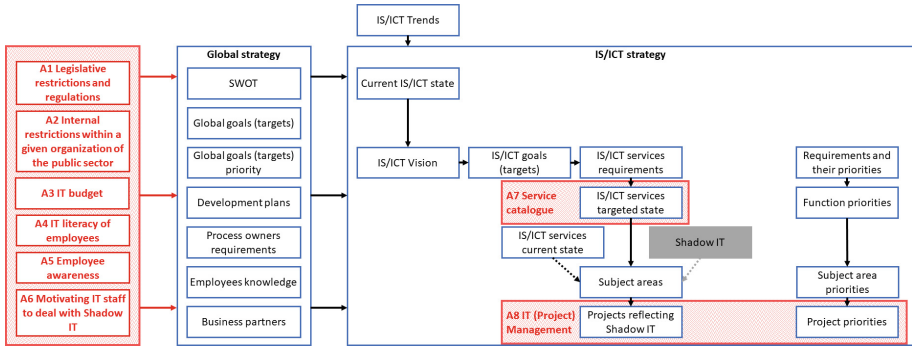 IS/ICT Trends
A1 Legislative
restrictions and
regulations
A2 Internal
restrictions within a
given organization of
the public sector
A3 IT budget
A4 IT literacy of
employees
A5 Employee
awareness
A6 Motivating IT staff
to deal with Shadow
IT
Global strategy
SWOT
Global goals (targets)
Global goals (targets)
priority
Development plans
Process owners
requirements
Employees knowledge
Business partners
IS/ICT strategy
Current IS/ICT state
IS/ICT Vision
IS/ICT goals
(targets)
IS/ICT services
requirements
A7 Service
catalogue
IS/ICT services
targeted state
IS/ICT services
current state
Shadow IT
Subject areas
A8 IT (Project)
Management
Projects reflecting
Shadow IT
Requirements and
their priorities
Function priorities
Subject area
priorities
Project priorities